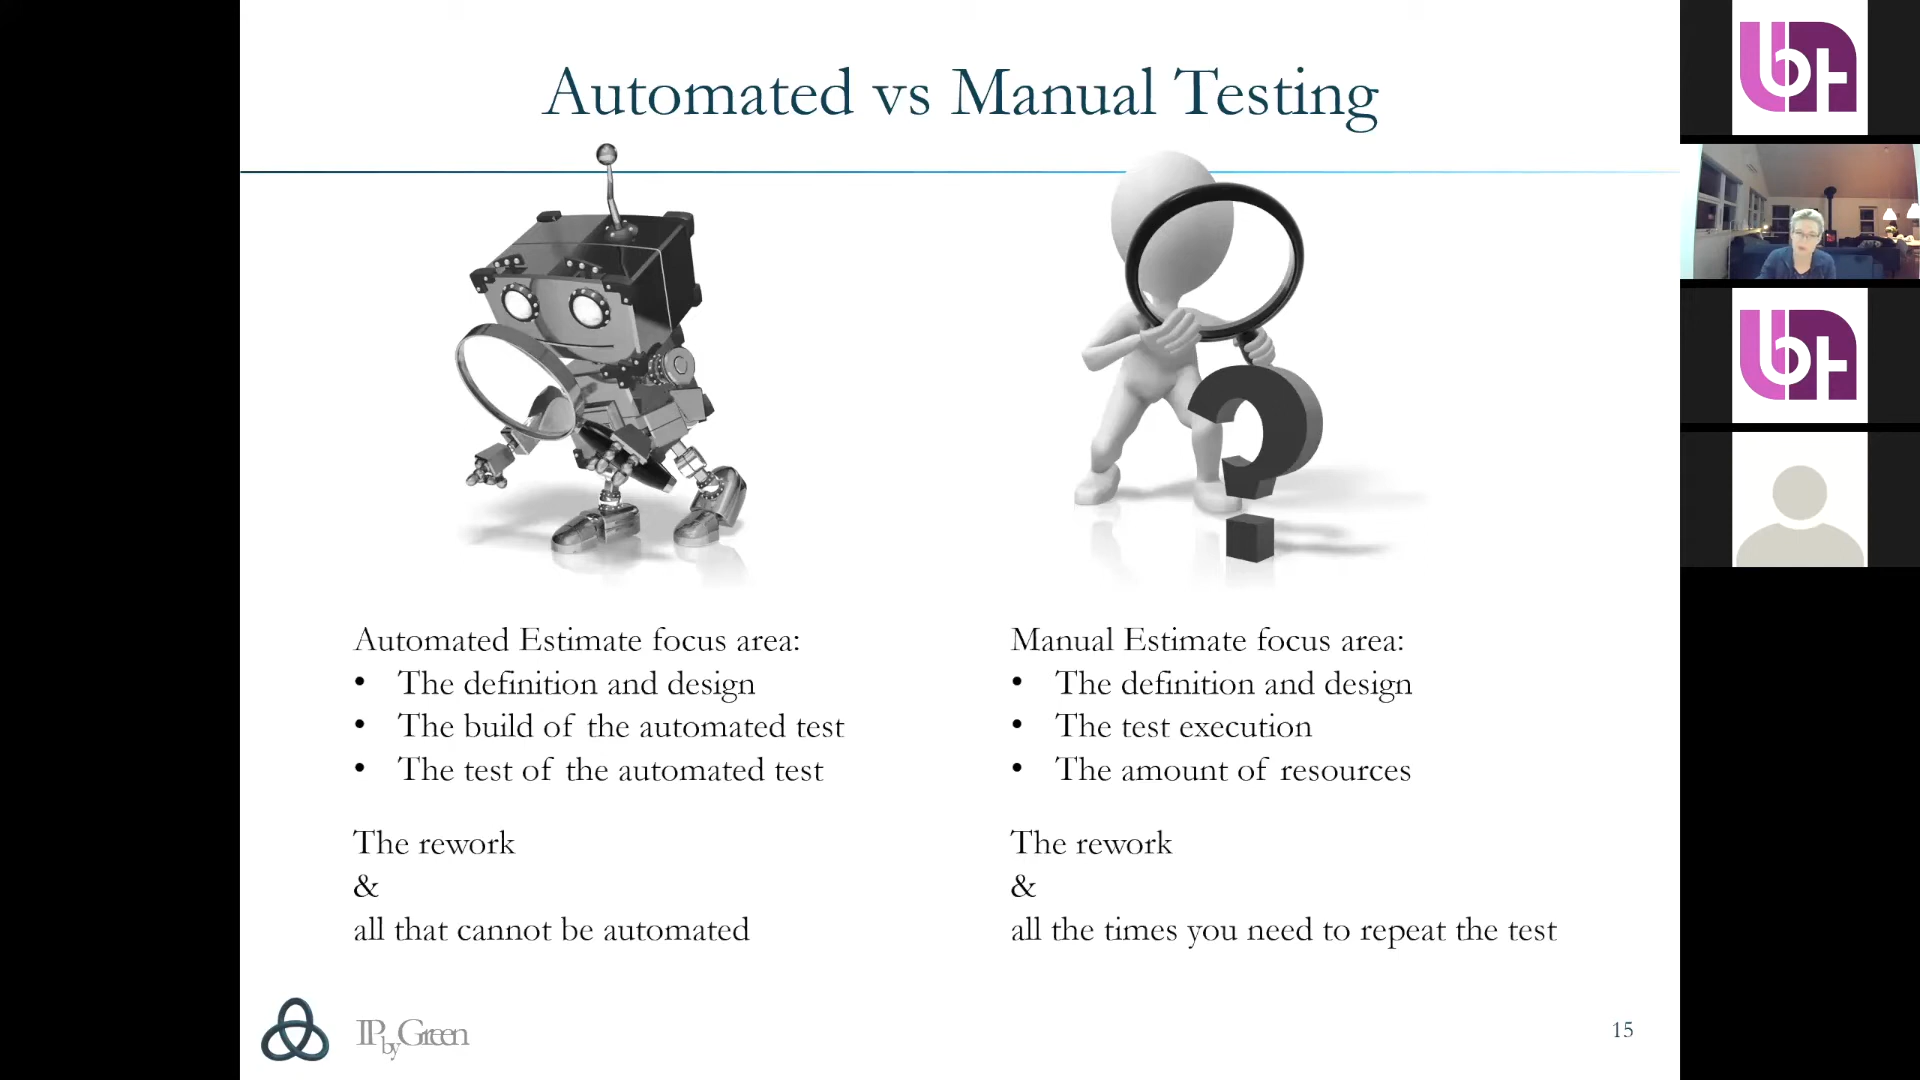 Automated vs Manual Testing
Automated Estimate focus area:
• The definition and design
• The build of the automated test
• The test of the automated test
The rework
&
all that cannot be automated
Manual Estimate focus area:
• The definition and design
• The test execution
• The amount of resources
The rework
&
all the times you need to repeat the test
IPbyGreen
15